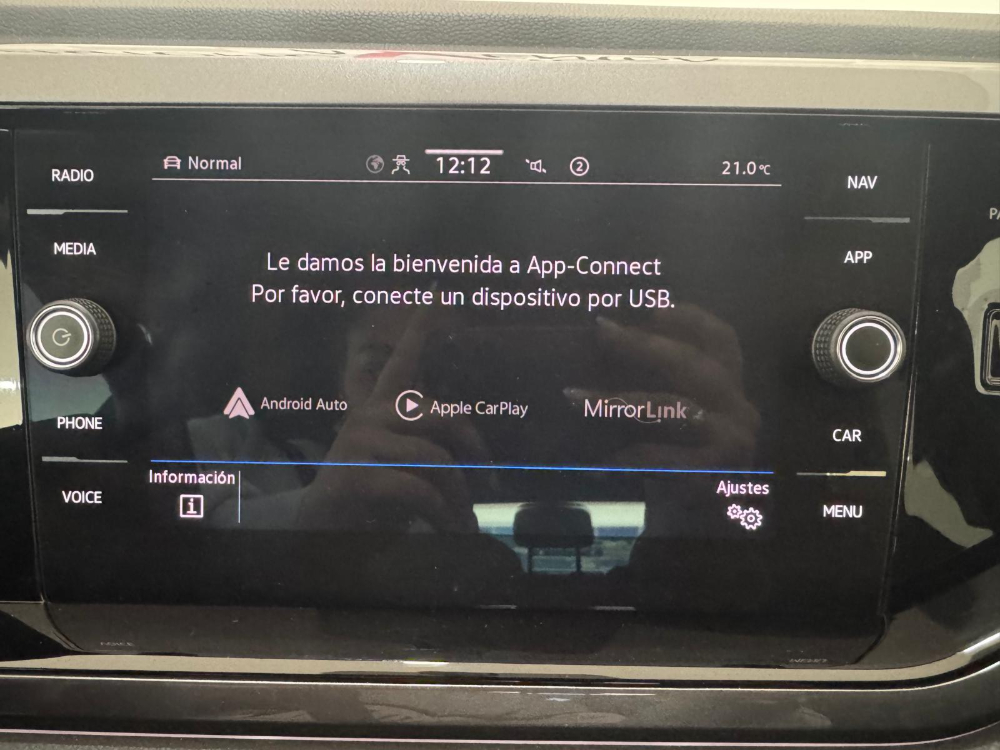 RADIO
MEDIA
PHONE
VOICE
Normal
12:12
2
21.0°C
Le damos la bienvenida a App-Connect
Por favor, conecte un dispositivo por USB.
Android Auto
Apple CarPlay
MirrorLink
Información
i
Ajustes
NAV
APP
CAR
MENU